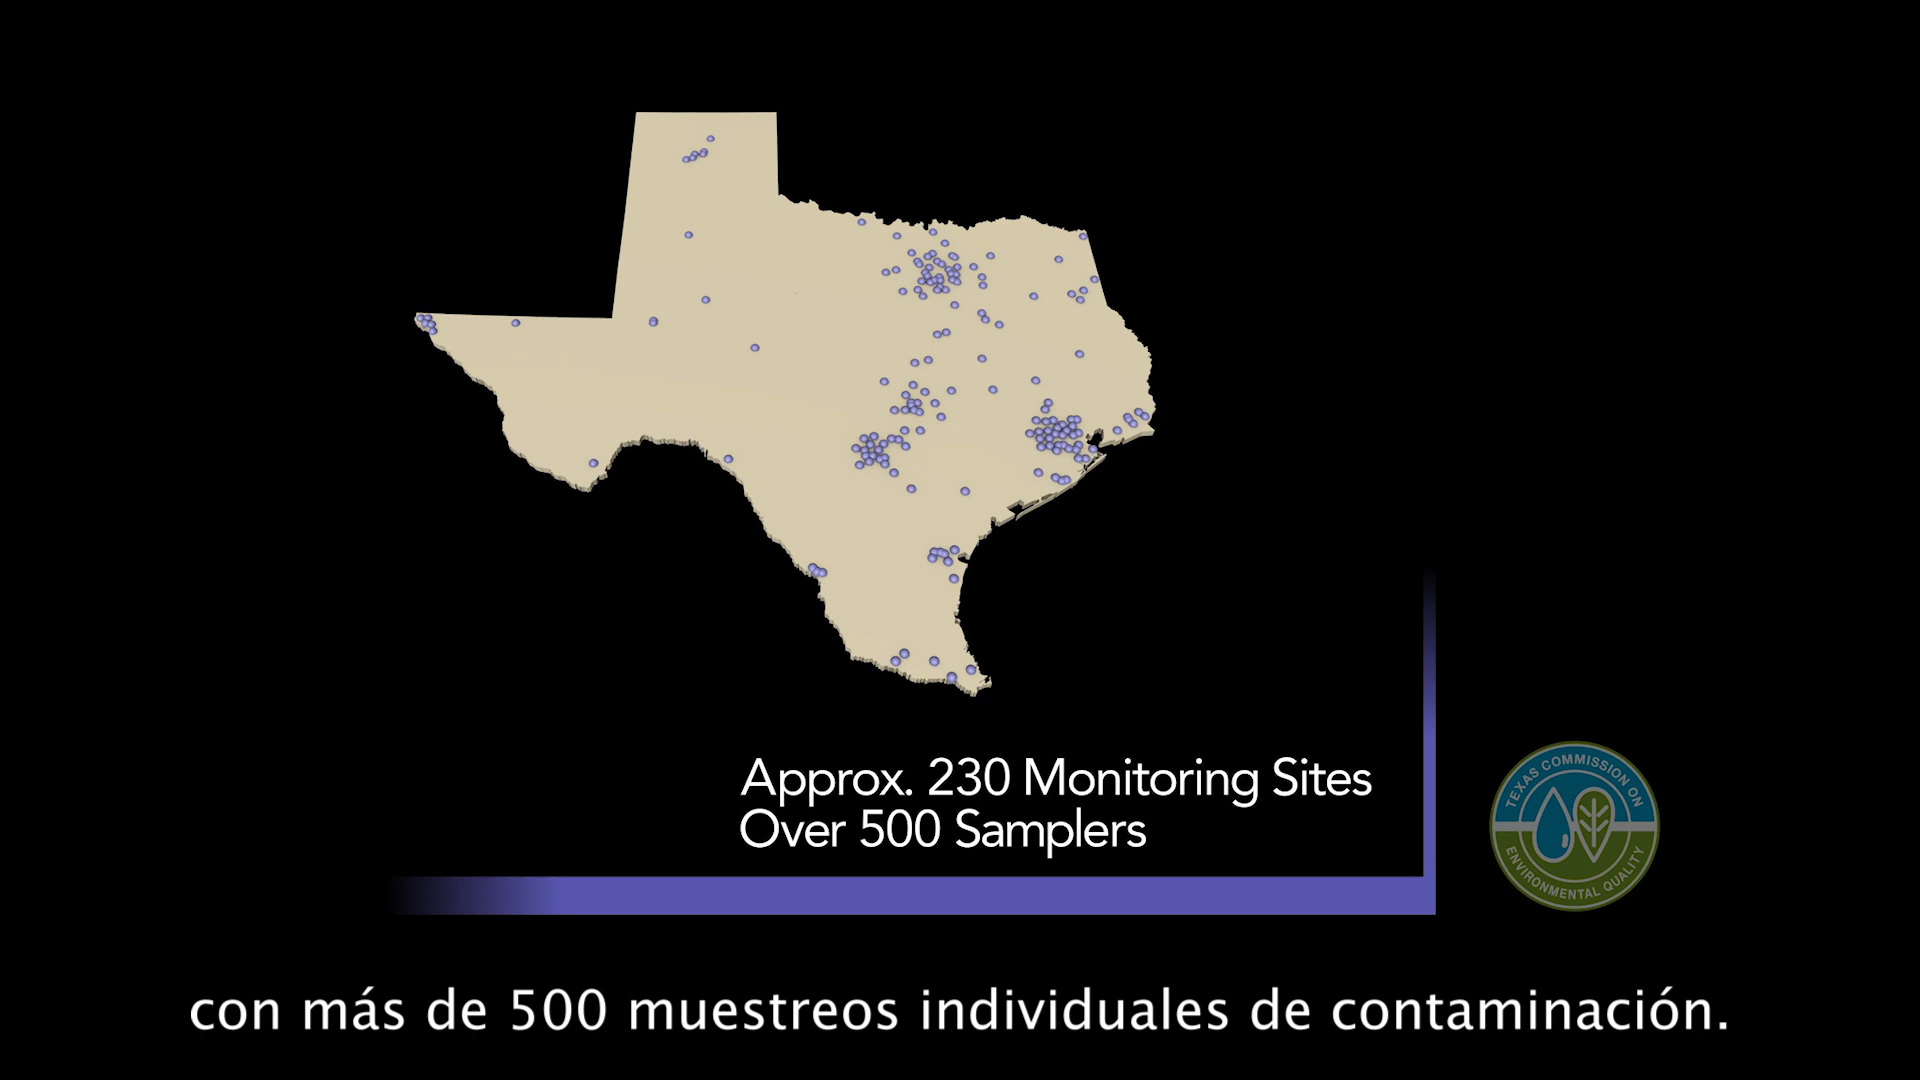 Approx. 230 Monitoring Sites
Over 500 Samplers
TEXAS COMMISSION ON
ENVIRONMENTAL QUALITY
con más de 500 muestreos individuales de contaminación.